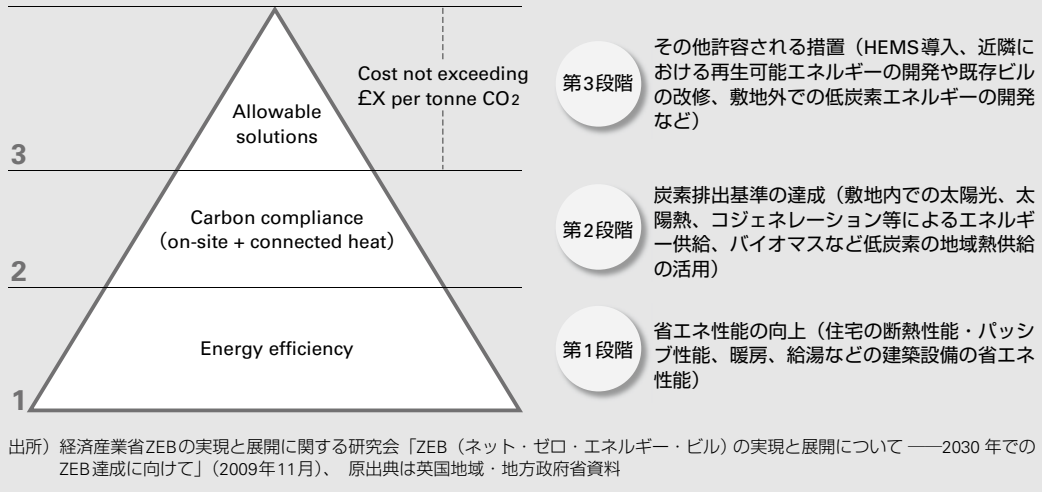 Cost not exceeding
£X per tonne CO2
Allowable
solutions
3
Carbon compliance
(on-site + connected heat)
2
Energy efficiency
1
第3段階
その他許容される措置（HEMS導入、近隣に
おける再生可能エネルギーの開発や既存ビル
の改修、敷地外での低炭素エネルギーの開発
など）
第2段階
炭素排出基準の達成（敷地内での太陽光、太
陽熱、コジェネレーション等によるエネルギ
ー供給、バイオマスなど低炭素の地域熱供給
の活用）
第1段階
省エネ性能の向上（住宅の断熱性能・パッシ
ブ性能、暖房、給湯などの建築設備の省エネ
性能）
出所）経済産業省ZEBの実現と展開に関する研究会「ZEB（ネット・ゼロ・エネルギー・ビル）の実現と展開について ――2030 年での
ZEB達成に向けて」（2009年11月）、 原出典は英国地域・地方政府省資料